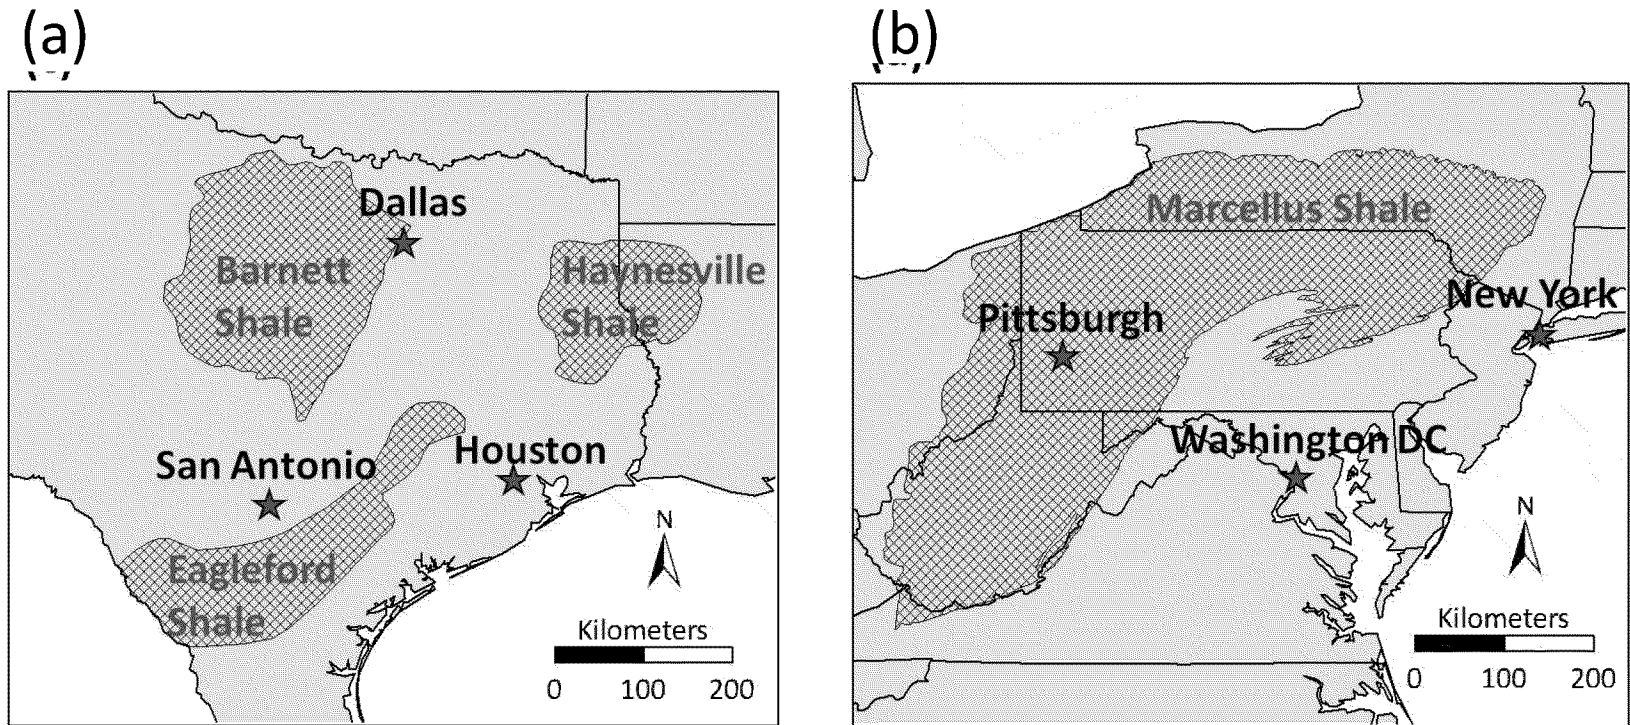 (a)
Dallas
Barnett
Shale
Haynesville
Shale
San Antonio
Houston
Eagleford
Shale
N
Kilometers
0 100 200
(b)
Marcellus Shale
New York
Pittsburgh
Washington DC
N
Kilometers
0 100 200